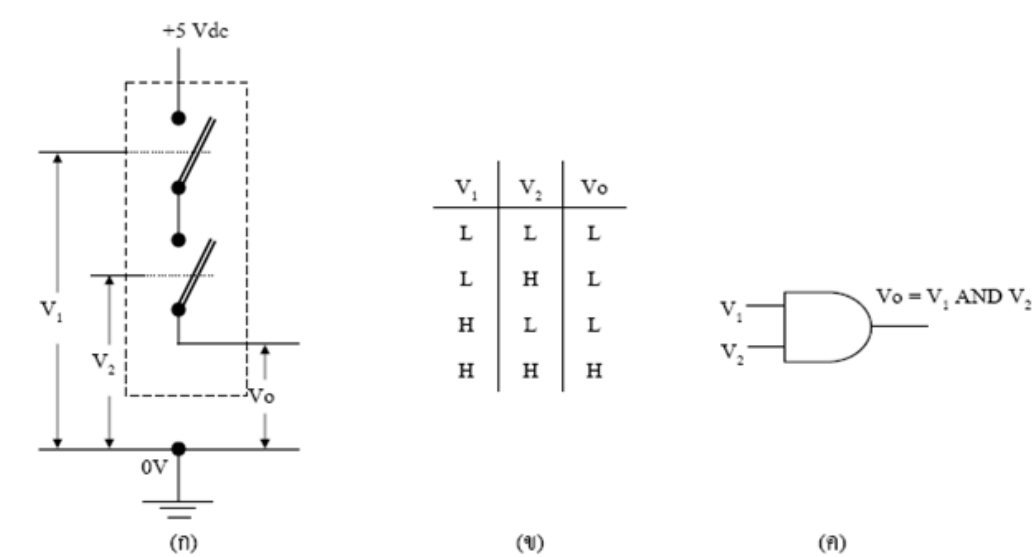 +5 Vdc
V₁
V₂
Vo
0V
(ก)
V₁ V₂ Vo
L L L
L H L
H L L
H H H
(ข)
V₁
V₂
Vo = V₁ AND V₂
(ค)